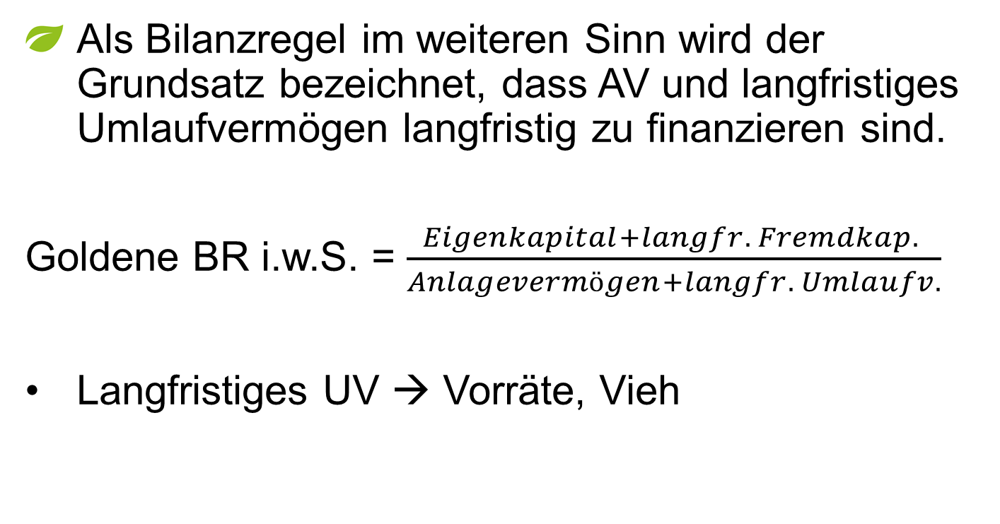 Als Bilanzregel im weiteren Sinn wird der
Grundsatz bezeichnet, dass AV und langfristiges
Umlaufvermögen langfristig zu finanzieren sind.
Goldene BR i.w.S. = Eigenkapital+langfr. Fremdkap.
Anlagevermögen+langfr. Umlaufv.
• Langfristiges UV → Vorräte, Vieh